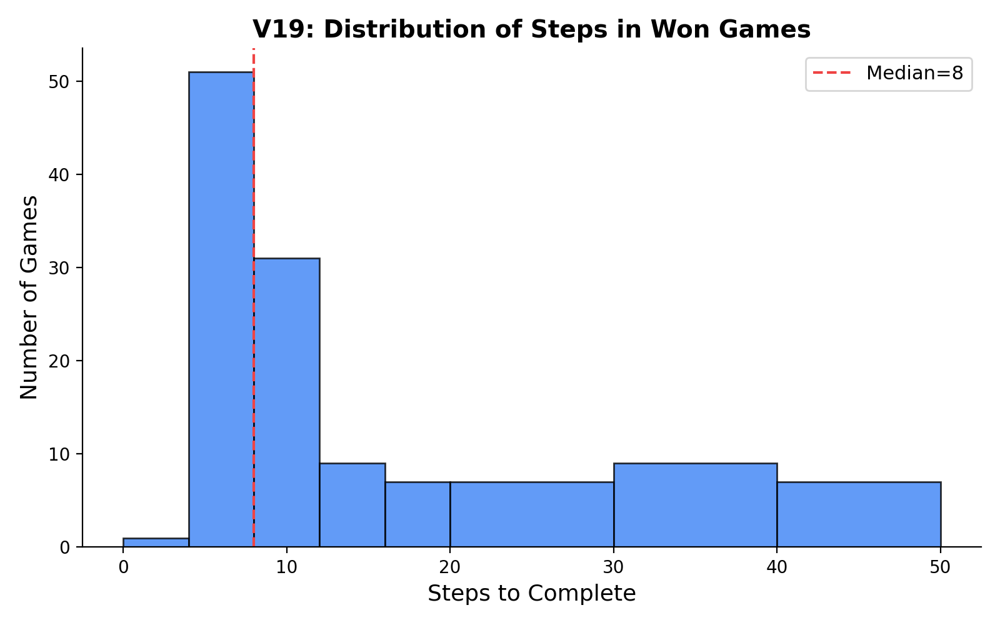 V19: Distribution of Steps in Won Games
Median=8
50
40
30
20
10
0
Number of Games
0 10 20 30 40 50
Steps to Complete